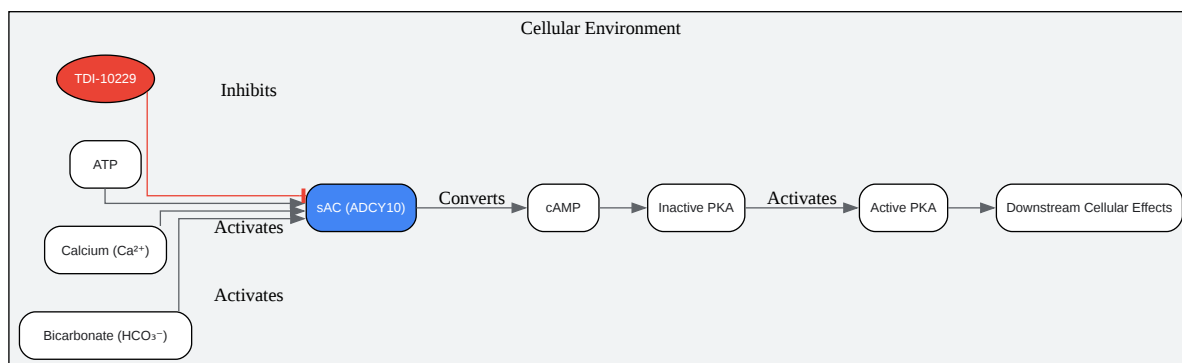 Cellular Environment
TDI-10229
Inhibits
ATP
sAC (ADCY10)
Converts
cAMP
Inactive PKA
Activates
Active PKA
Downstream Cellular Effects
Activates
Calcium (Ca²⁺)
Activates
Bicarbonate (HCO₃⁻)